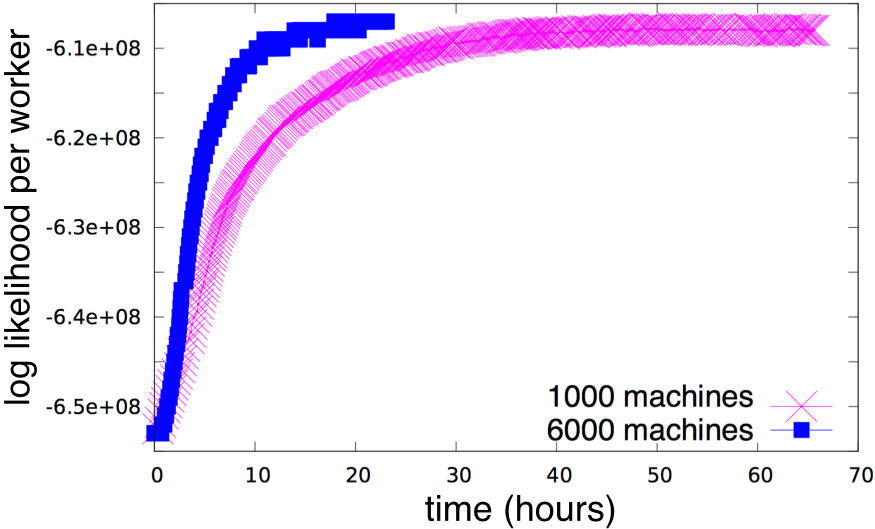 log likelihood per worker
-6.1e+08
-6.2e+08
-6.3e+08
-6.4e+08
-6.5e+08
1000 machines
6000 machines
0 10 20 30 40 50 60 70
time (hours)